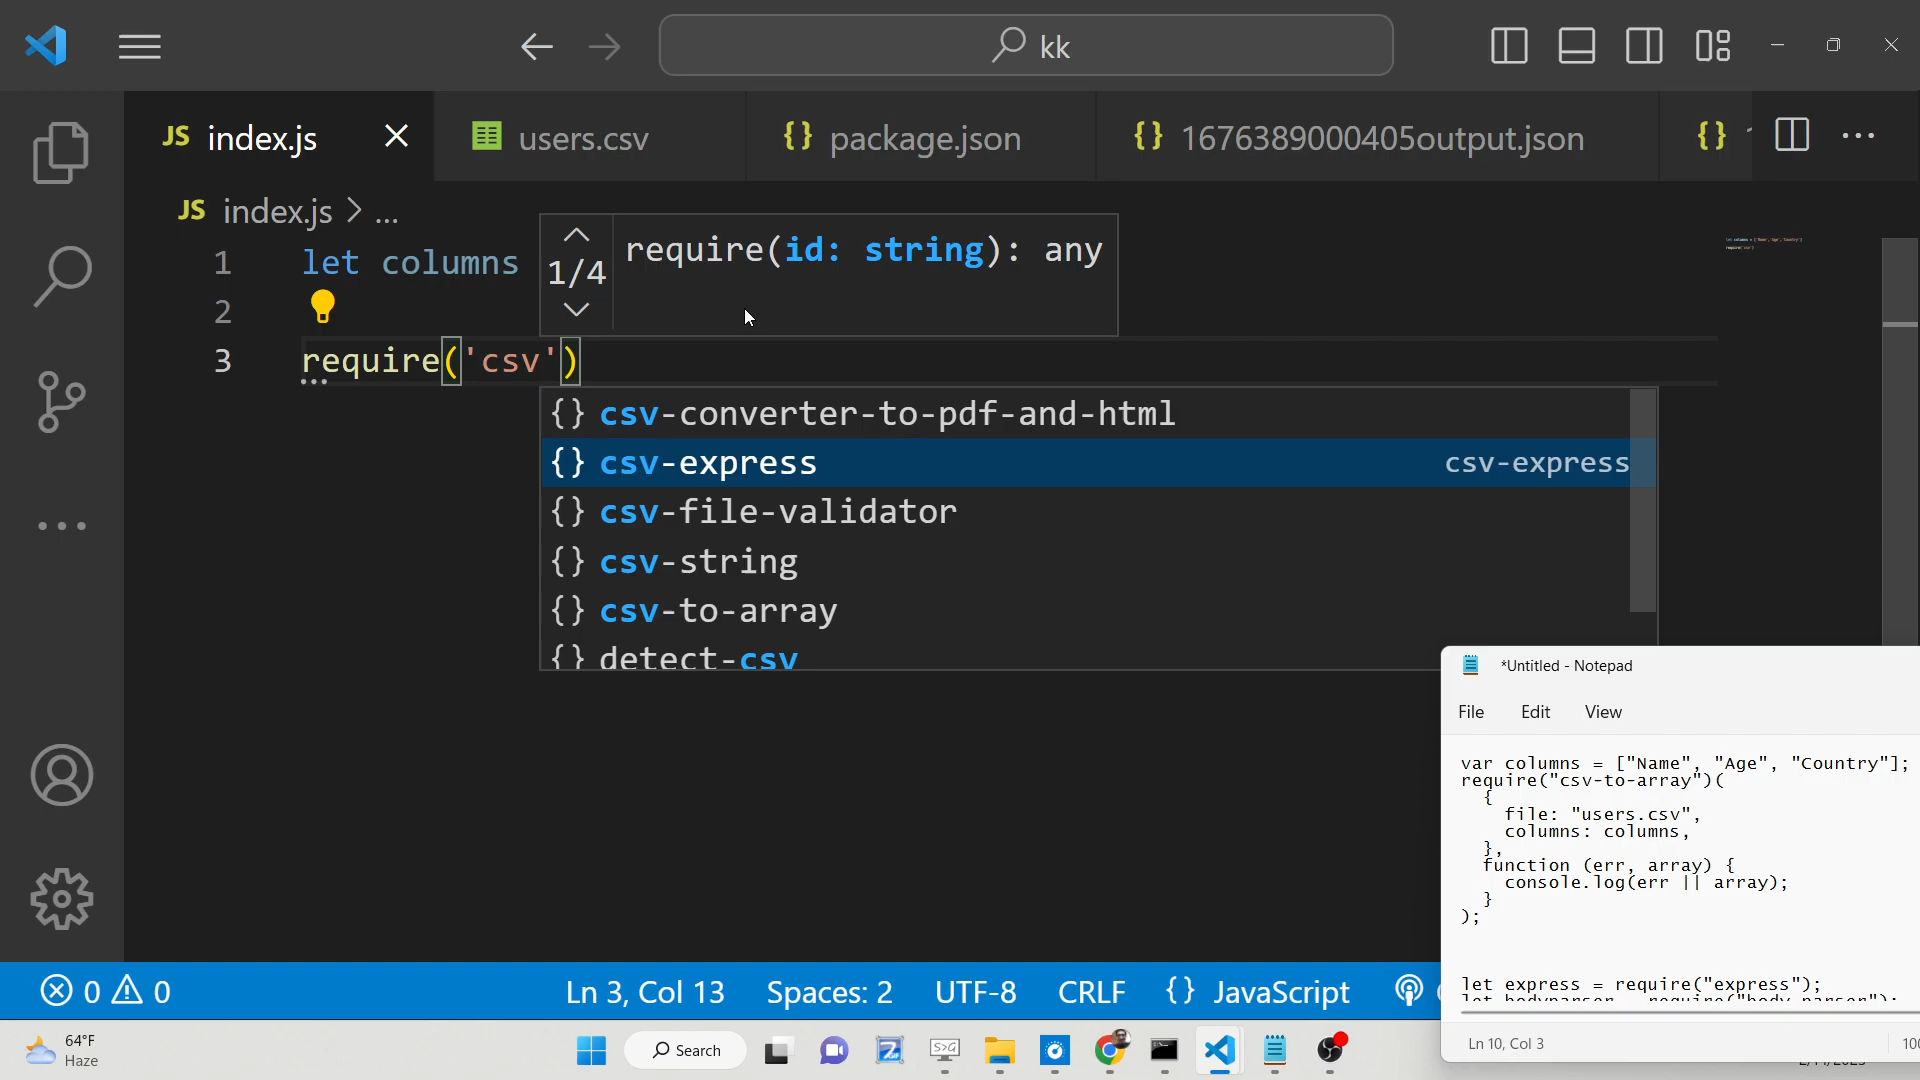 kk
JS index.js
users.csv
{} package.json
{} 1676389000405output.json
{}
JS index.js > ...
1 let columns
2
3 require('csv')
1/4
require(id: string): any
{} csv-converter-to-pdf-and-html
{} csv-express csv-express
{} csv-file-validator
{} csv-string
{} csv-to-array
{} detect-csv
*Untitled - Notepad
File Edit View
var columns = ["Name", "Age", "Country"];
require("csv-to-array")(
{
file: "users.csv",
columns: columns,
},
function (err, array) {
console.log(err || array);
}
);
let express = require("express");
let bodyparser = require("body-parser");
Ln 10, Col 3
100
0 0
Ln 3, Col 13
Spaces: 2
UTF-8
CRLF
{} JavaScript
64°F
Haze
Search